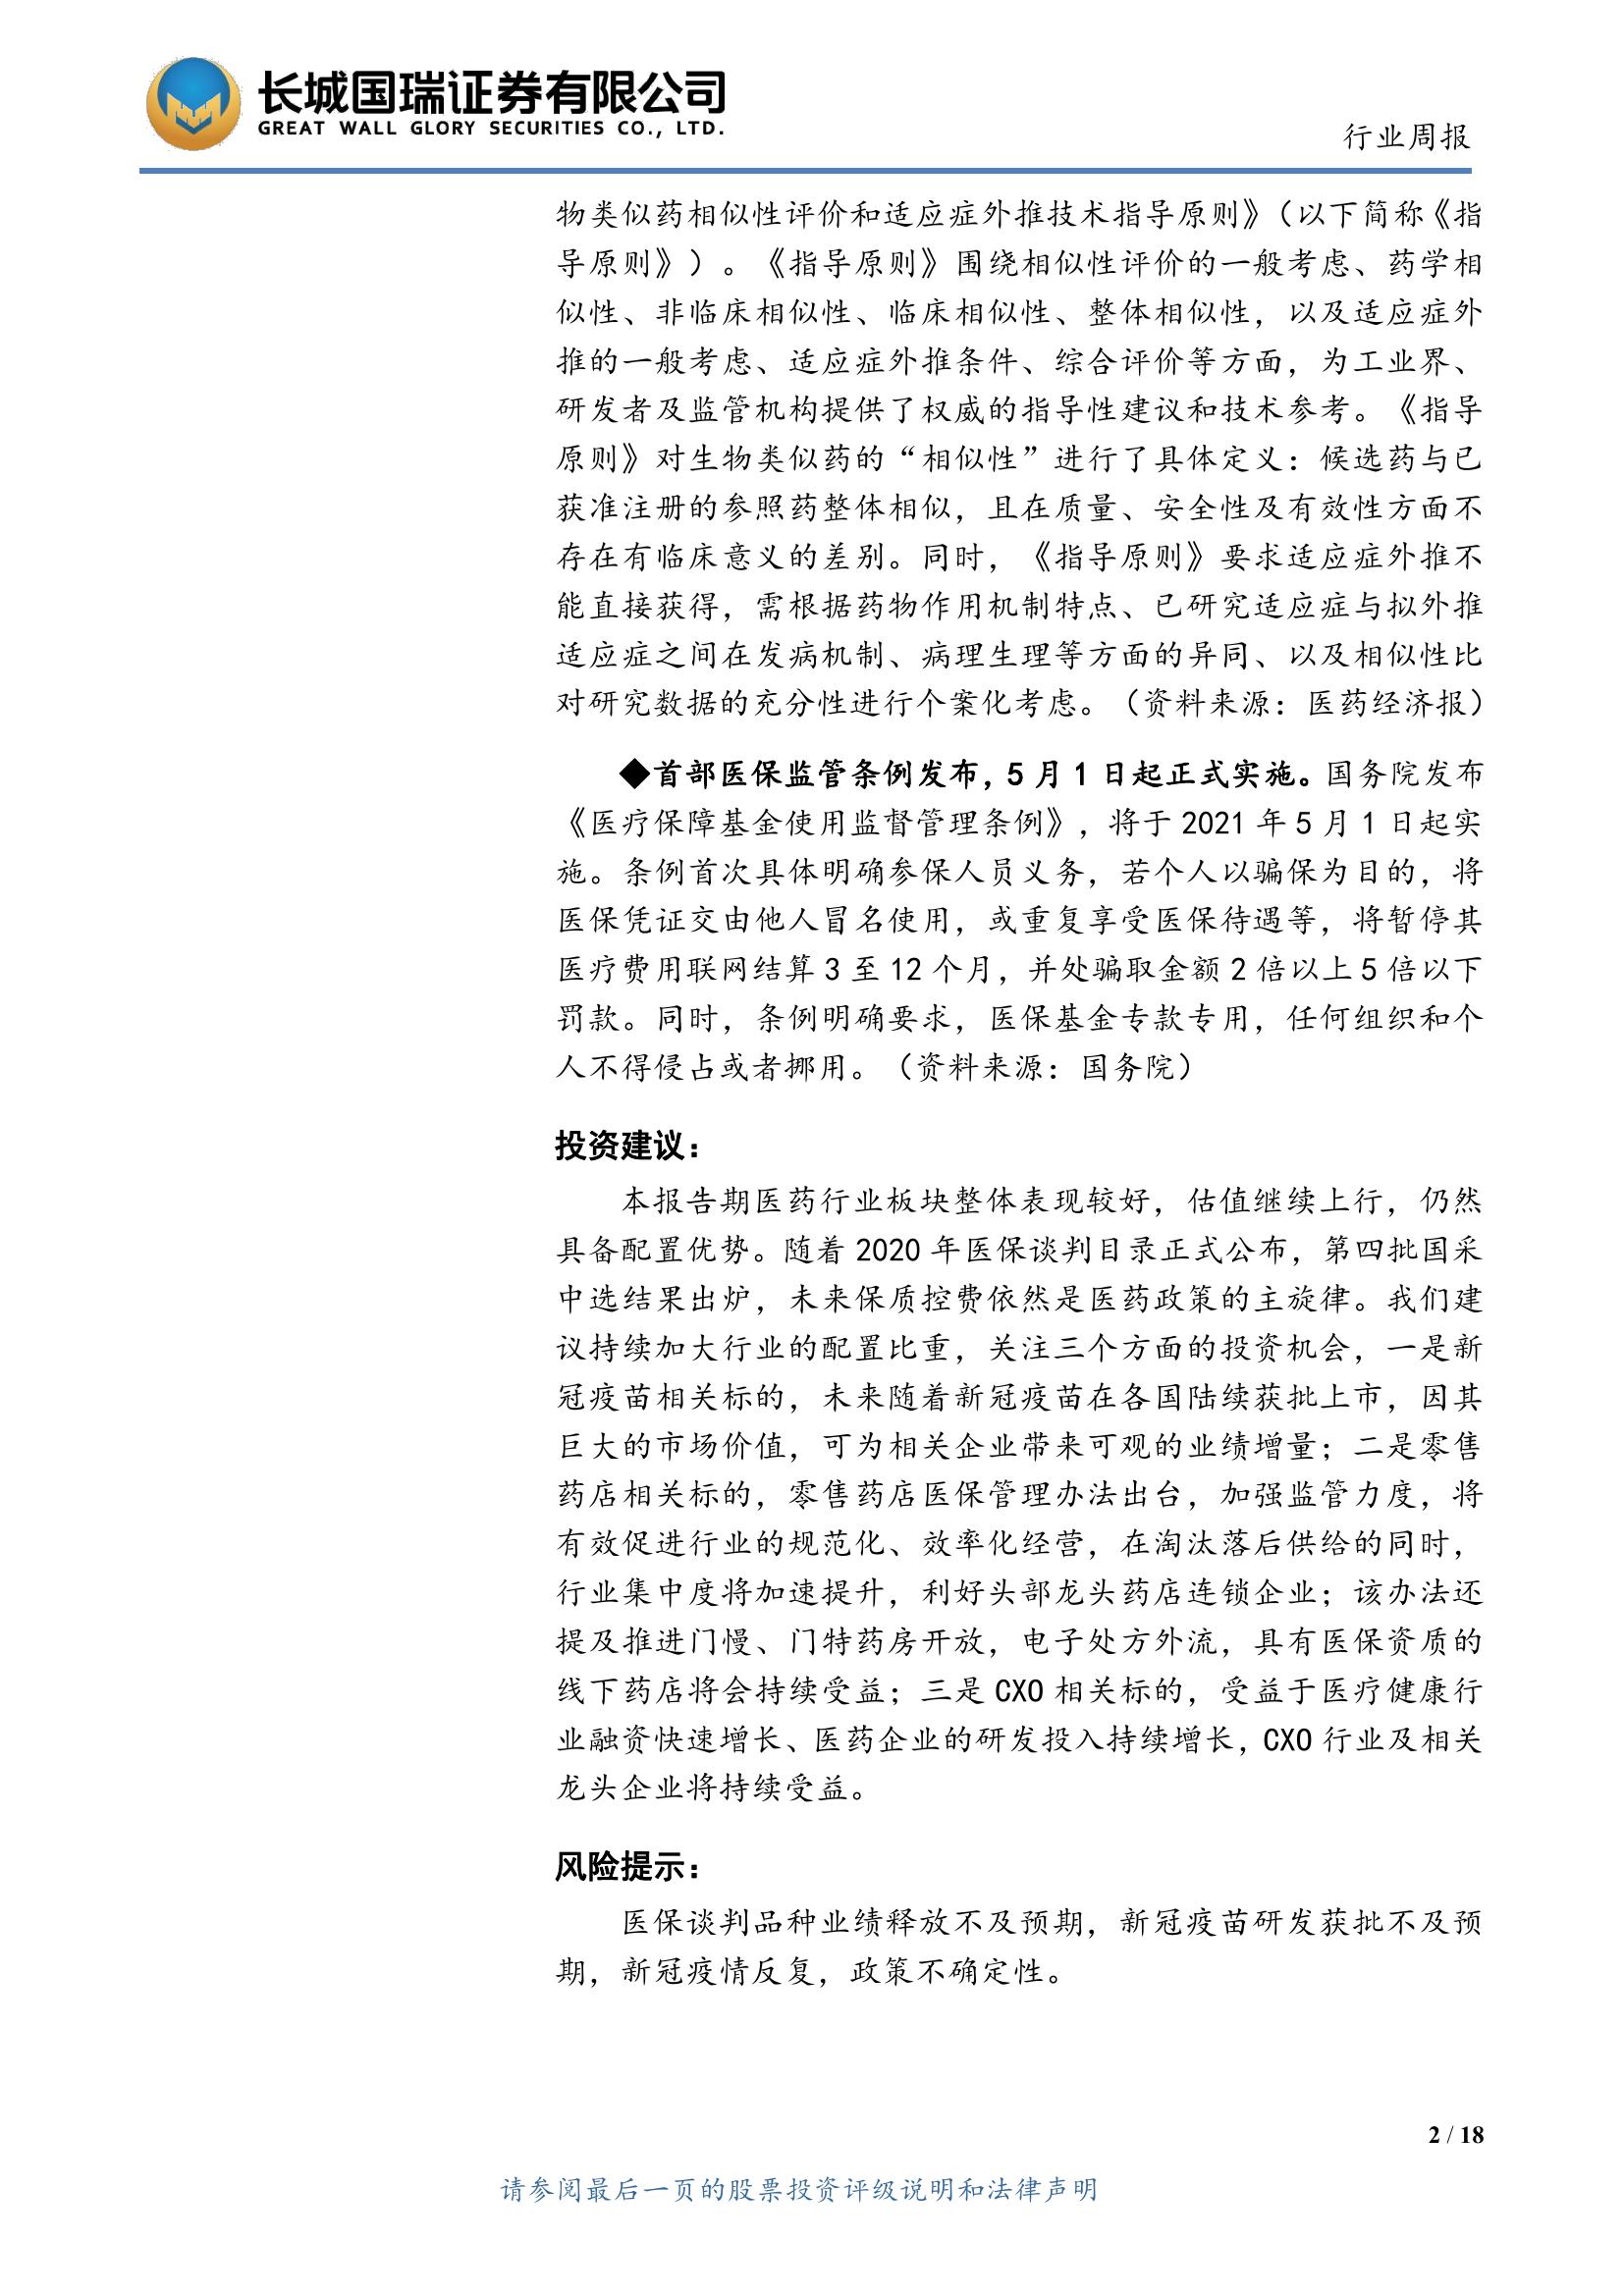 长城国瑞证券有限公司
GREAT WALL GLORY SECURITIES CO., LTD.
行业周报
物类似药相似性评价和适应症外推技术指导原则》（以下简称《指
导原则》）。《指导原则》围绕相似性评价的一般考虑、药学相
似性、非临床相似性、临床相似性、整体相似性，以及适应症外
推的一般考虑、适应症外推条件、综合评价等方面，为工业界、
研发者及监管机构提供了权威的指导性建议和技术参考。《指导
原则》对生物类似药的“相似性”进行了具体定义：候选药与已
获准注册的参照药整体相似，且在质量、安全性及有效性方面不
存在有临床意义的差别。同时，《指导原则》要求适应症外推不
能直接获得，需根据药物作用机制特点、已研究适应症与拟外推
适应症之间在发病机制、病理生理等方面的异同、以及相似性比
对研究数据的充分性进行个案化考虑。（资料来源：医药经济报）
◆首部医保监管条例发布，5 月 1 日起正式实施。国务院发布
《医疗保障基金使用监督管理条例》，将于 2021 年 5 月 1 日起实
施。条例首次具体明确参保人员义务，若个人以骗保为目的，将
医保凭证交由他人冒名使用，或重复享受医保待遇等，将暂停其
医疗费用联网结算 3 至 12 个月，并处骗取金额 2 倍以上 5 倍以下
罚款。同时，条例明确要求，医保基金专款专用，任何组织和个
人不得侵占或者挪用。（资料来源：国务院）
投资建议：
本报告期医药行业板块整体表现较好，估值继续上行，仍然
具备配置优势。随着 2020 年医保谈判目录正式公布，第四批国采
中选结果出炉，未来保质控费依然是医药政策的主旋律。我们建
议持续加大行业的配置比重，关注三个方面的投资机会，一是新
冠疫苗相关标的，未来随着新冠疫苗在各国陆续获批上市，因其
巨大的市场价值，可为相关企业带来可观的业绩增量；二是零售
药店相关标的，零售药店医保管理办法出台，加强监管力度，将
有效促进行业的规范化、效率化经营，在淘汰落后供给的同时，
行业集中度将加速提升，利好头部龙头药店连锁企业；该办法还
提及推进门慢、门特药房开放，电子处方外流，具有医保资质的
线下药店将会持续受益；三是 CXO 相关标的，受益于医疗健康行
业融资快速增长、医药企业的研发投入持续增长，CXO 行业及相关
龙头企业将持续受益。
风险提示：
医保谈判品种业绩释放不及预期，新冠疫苗研发获批不及预
期，新冠疫情反复，政策不确定性。
2 / 18
请参阅最后一页的股票投资评级说明和法律声明